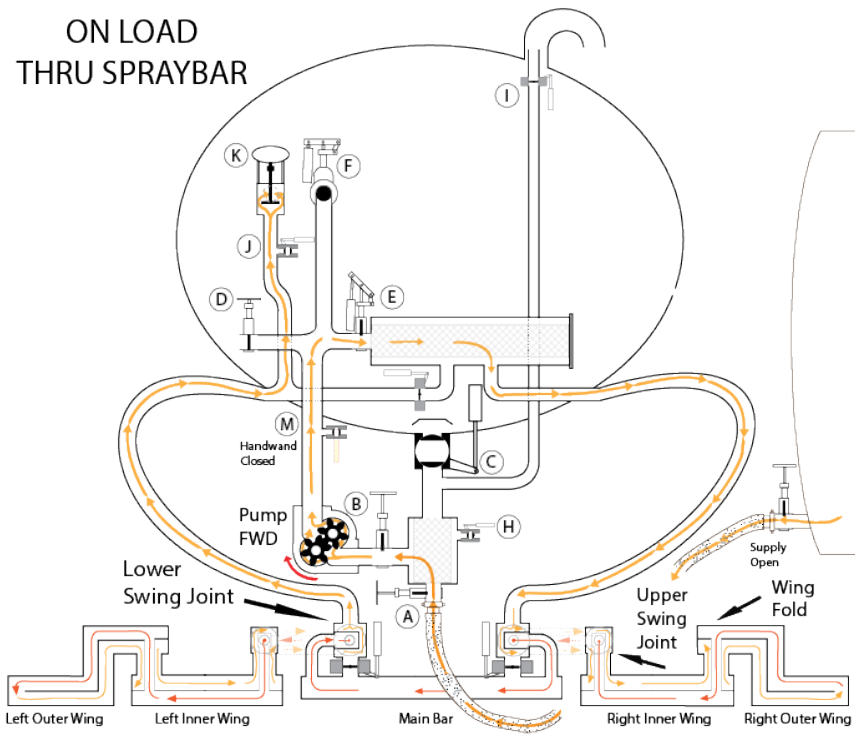 ON LOAD
THRU SPRAYBAR
I
K
F
J
D
E
M
Handwand
Closed
C
B
Pump
FWD
H
Supply
Open
Lower
Swing Joint
A
Upper
Swing
Joint
Wing
Fold
Left Outer Wing
Left Inner Wing
Main Bar
Right Inner Wing
Right Outer Wing